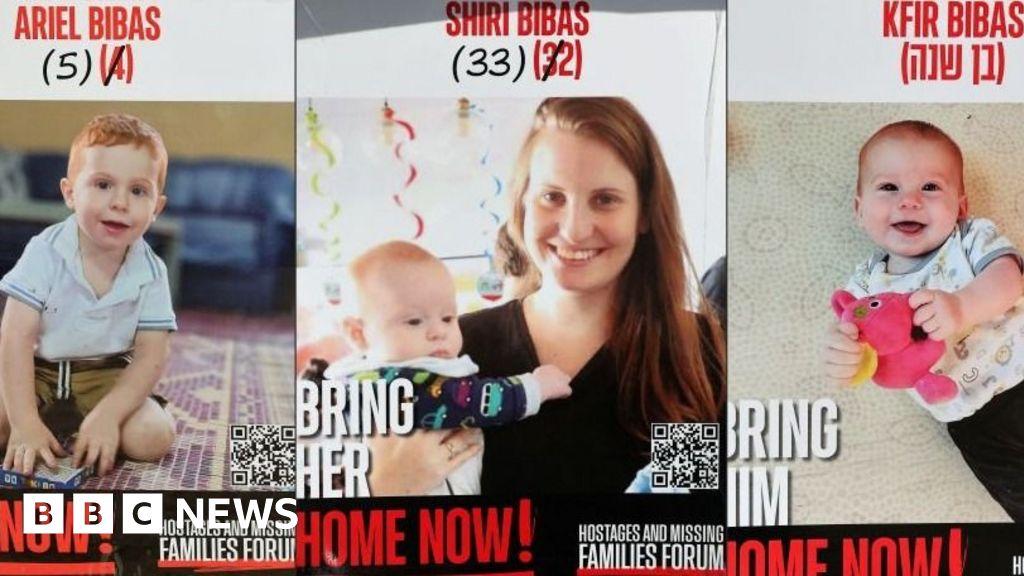 ARIEL BIBAS
(5) (4)
SHIRI BIBAS
(33) (32)
KFIR BIBAS
(בן שנה)
BRING
HER
BRING
HIM
NOW!
HOSTAGES AND MISSING
FAMILIES FORUM
HOME NOW!
HOSTAGES AND MISSING
FAMILIES FORUM
HOME NOW!
BBC NEWS